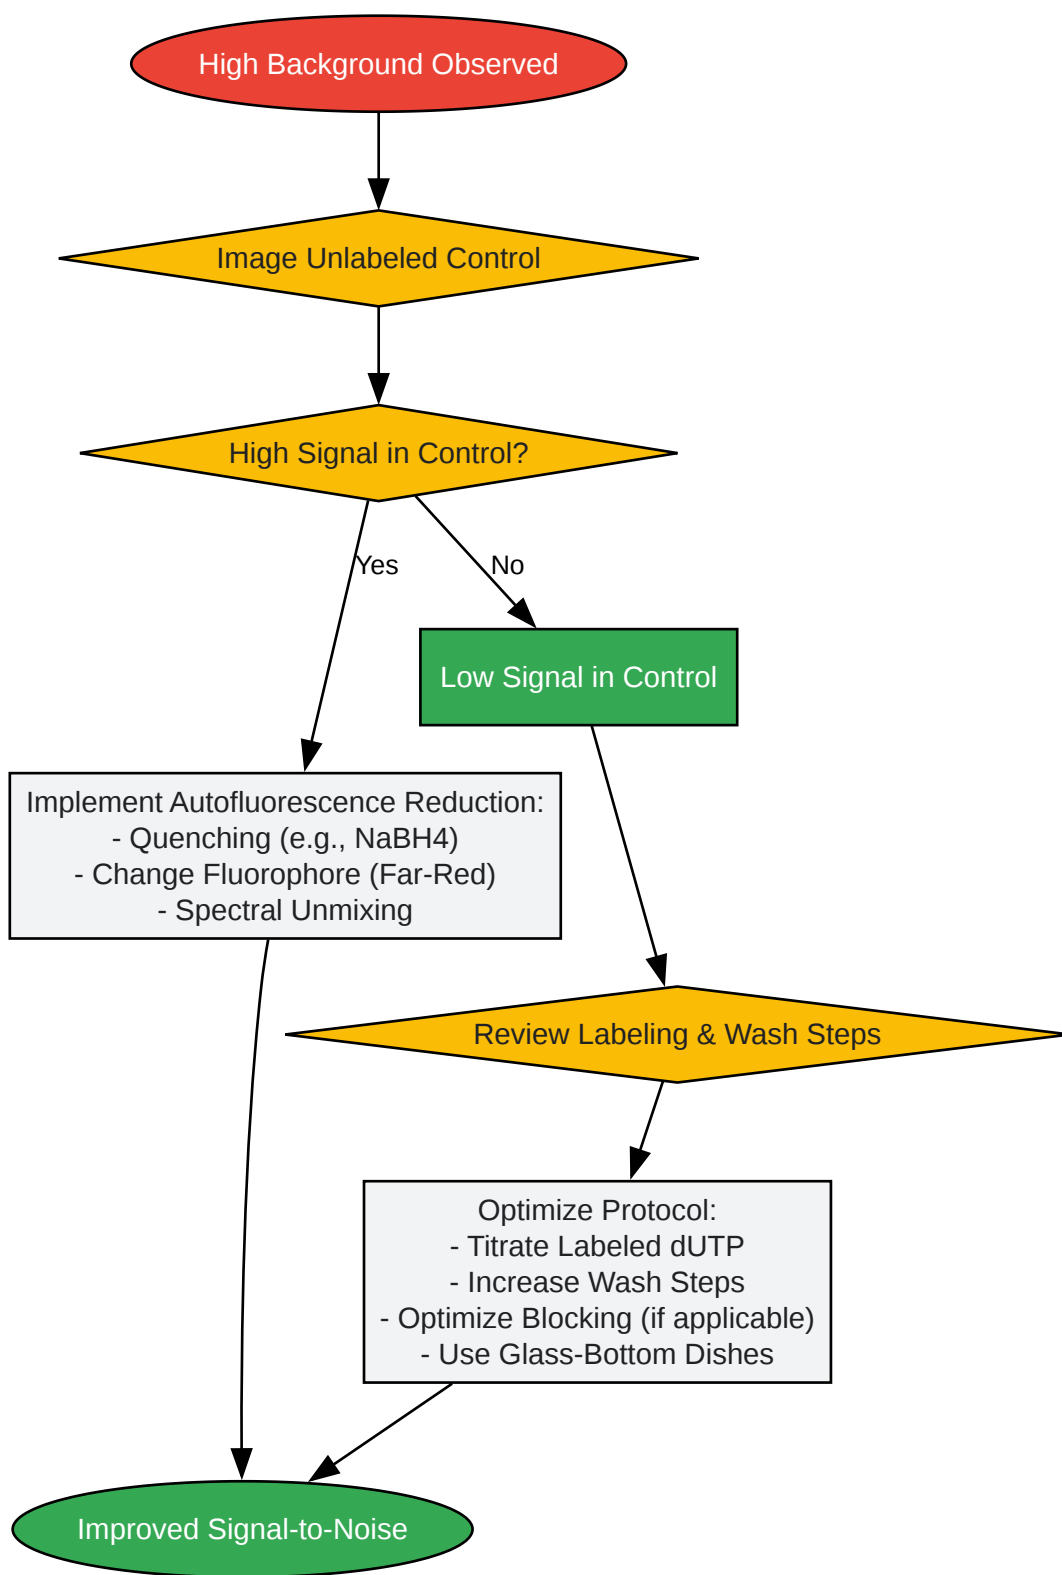 High Background Observed
Image Unlabeled Control
High Signal in Control?
Yes
No
Low Signal in Control
Implement Autofluorescence Reduction:
- Quenching (e.g., NaBH4)
- Change Fluorophore (Far-Red)
- Spectral Unmixing
Review Labeling & Wash Steps
Optimize Protocol:
- Titrate Labeled dUTP
- Increase Wash Steps
- Optimize Blocking (if applicable)
- Use Glass-Bottom Dishes
Improved Signal-to-Noise